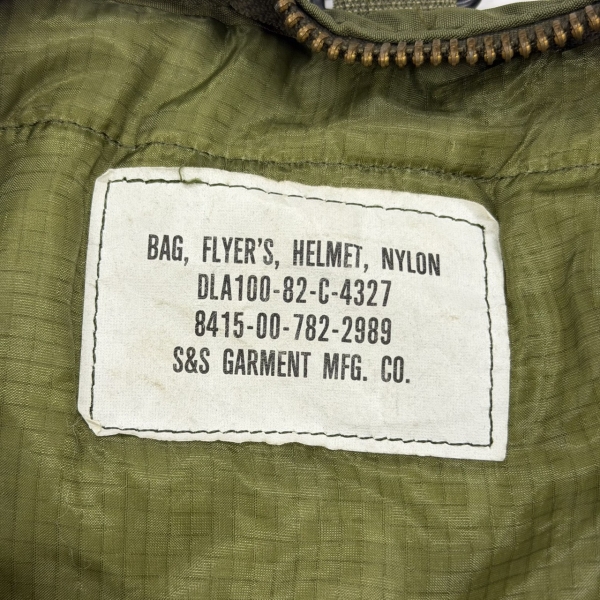 BAG, FLYER'S, HELMET, NYLON
DLA100-82-C-4327
8415-00-782-2989
S&S GARMENT MFG. CO.